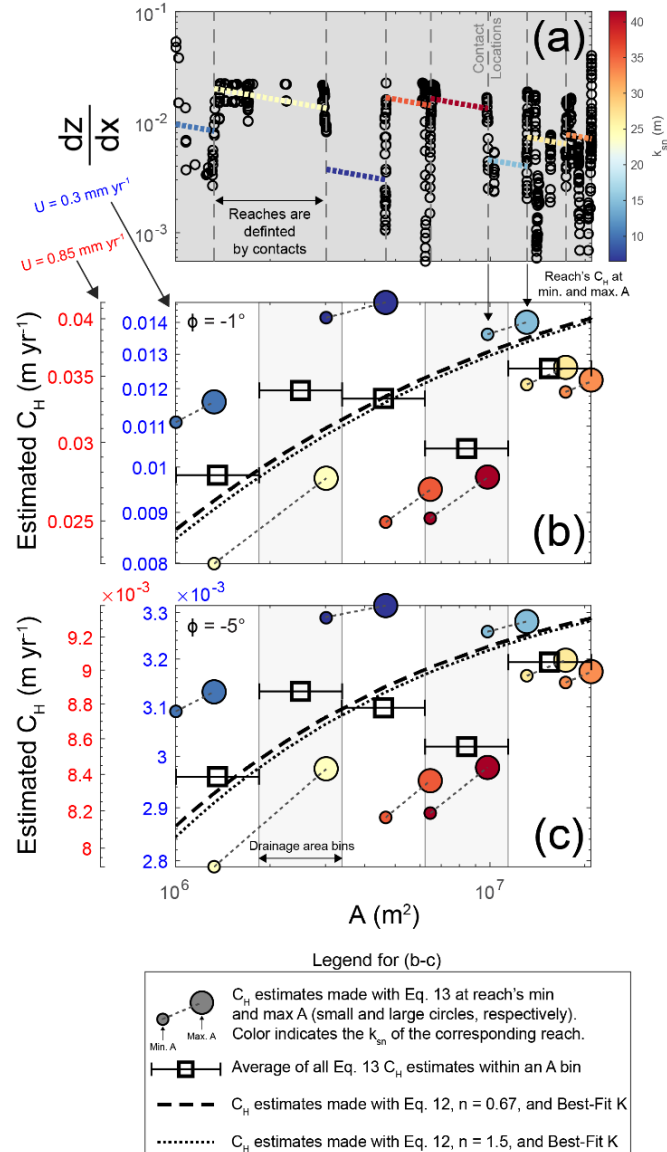 10⁻¹
10⁻²
10⁻³
dz
dx
(a)
Contact
Locations
Reaches are
definted
by contacts
40
35
30
25
20
15
10
kₛₙ (m)
U = 0.3 mm yr⁻¹
U = 0.85 mm yr⁻¹
Reach's C_H at
min. and max. A
Estimated C_H (m yr⁻¹)
0.04
0.035
0.03
0.025
0.014
0.013
0.012
0.011
0.01
0.009
0.008
ϕ = -1°
(b)
×10⁻³
×10⁻³
Estimated C_H (m yr⁻¹)
9.2
9
8.8
8.6
8.4
8.2
8
3.3
3.2
3.1
3
2.9
2.8
ϕ = -5°
(c)
Drainage area bins
10⁶
10⁷
A (m²)
Legend for (b-c)
Min. A
Max. A
C_H estimates made with Eq. 13 at reach's min
and max A (small and large circles, respectively).
Color indicates the kₛₙ of the corresponding reach.
Average of all Eq. 13 C_H estimates within an A bin
C_H estimates made with Eq. 12, n = 0.67, and Best-Fit K
C_H estimates made with Eq. 12, n = 1.5, and Best-Fit K